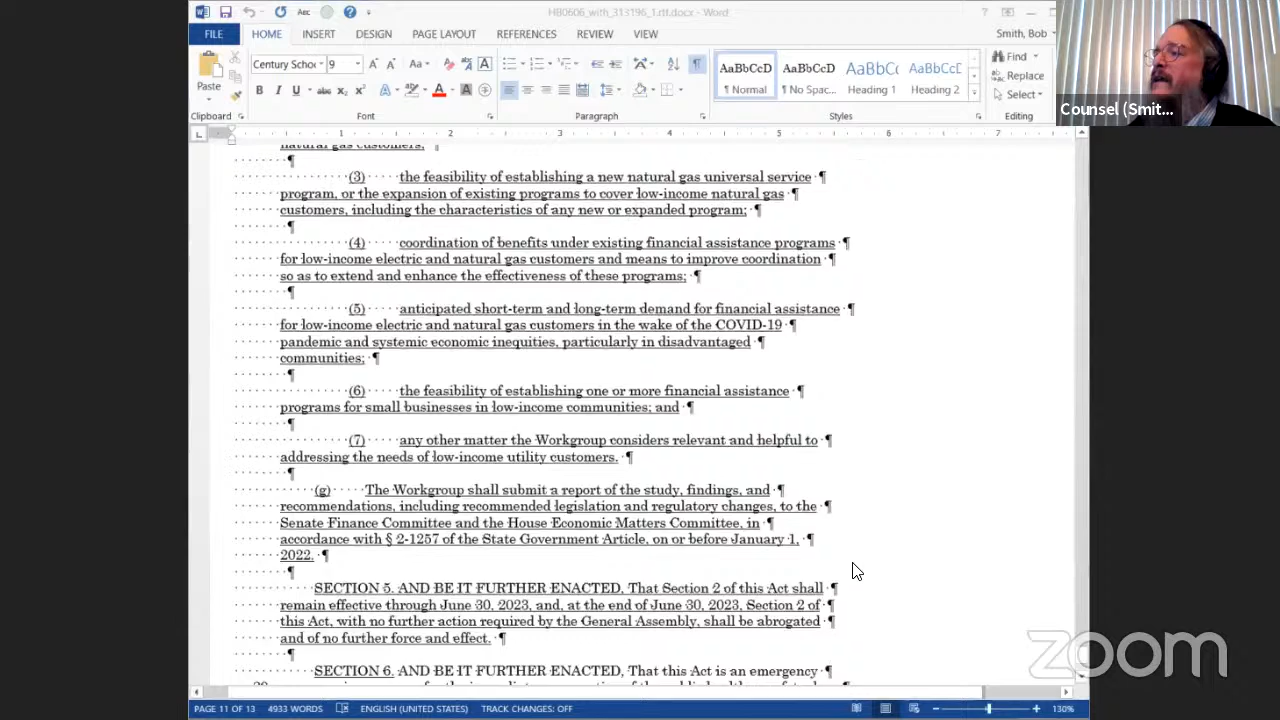 HB0606_with_313196_1.rtf.docx - Word
FILE HOME INSERT DESIGN PAGE LAYOUT REFERENCES REVIEW VIEW Smith, Bob
Century Scho 9
Paste
AaBbCcD AaBbCcD AaBbCc AaBbCcD
¶ Normal ¶ No Spac... Heading 1 Heading 2
Find
Replace
Select
Clipboard Font Paragraph Styles Editing
Counsel (Smit...
1 2 3 4 5 6 7
natural gas customers; ¶
¶
(3) the feasibility of establishing a new natural gas universal service ¶
program, or the expansion of existing programs to cover low-income natural gas ¶
customers, including the characteristics of any new or expanded program; ¶
¶
(4) coordination of benefits under existing financial assistance programs ¶
for low-income electric and natural gas customers and means to improve coordination ¶
so as to extend and enhance the effectiveness of these programs; ¶
¶
(5) anticipated short-term and long-term demand for financial assistance ¶
for low-income electric and natural gas customers in the wake of the COVID-19 ¶
pandemic and systemic economic inequities, particularly in disadvantaged ¶
communities; ¶
¶
(6) the feasibility of establishing one or more financial assistance ¶
programs for small businesses in low-income communities; and ¶
¶
(7) any other matter the Workgroup considers relevant and helpful to ¶
addressing the needs of low-income utility customers. ¶
¶
(g) The Workgroup shall submit a report of the study, findings, and ¶
recommendations, including recommended legislation and regulatory changes, to the ¶
Senate Finance Committee and the House Economic Matters Committee, in ¶
accordance with § 2-1257 of the State Government Article, on or before January 1, ¶
2022. ¶
¶
SECTION 5. AND BE IT FURTHER ENACTED, That Section 2 of this Act shall ¶
remain effective through June 30, 2023, and, at the end of June 30, 2023, Section 2 of ¶
this Act, with no further action required by the General Assembly, shall be abrogated ¶
and of no further force and effect. ¶
¶
SECTION 6. AND BE IT FURTHER ENACTED, That this Act is an emergency ¶
zoom
PAGE 11 OF 13 4933 WORDS ENGLISH (UNITED STATES) TRACK CHANGES: OFF 130%